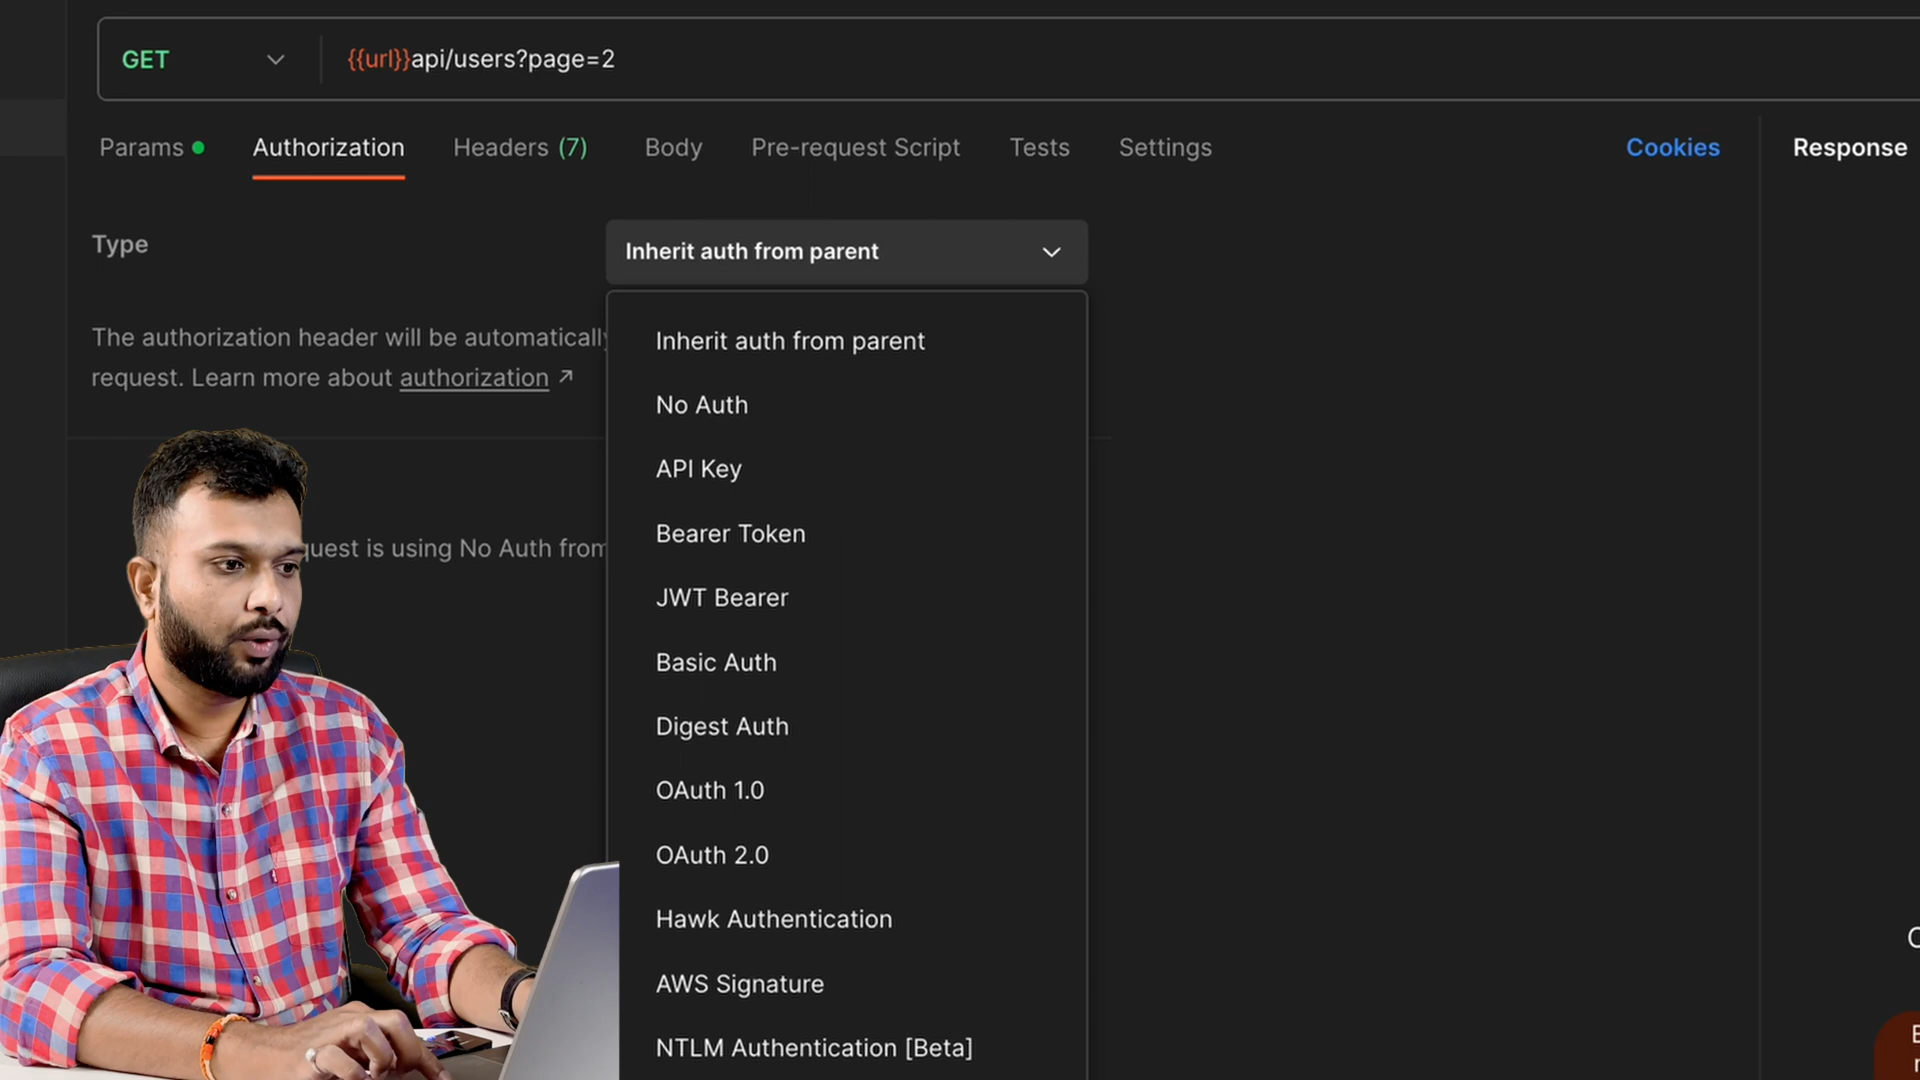 GET
{{url}}api/users?page=2
Params
Authorization
Headers (7)
Body
Pre-request Script
Tests
Settings
Cookies
Response
Type
Inherit auth from parent
The authorization header will be automatically
request. Learn more about authorization ↗
is using No Auth from
Inherit auth from parent
No Auth
API Key
Bearer Token
JWT Bearer
Basic Auth
Digest Auth
OAuth 1.0
OAuth 2.0
Hawk Authentication
AWS Signature
NTLM Authentication [Beta]